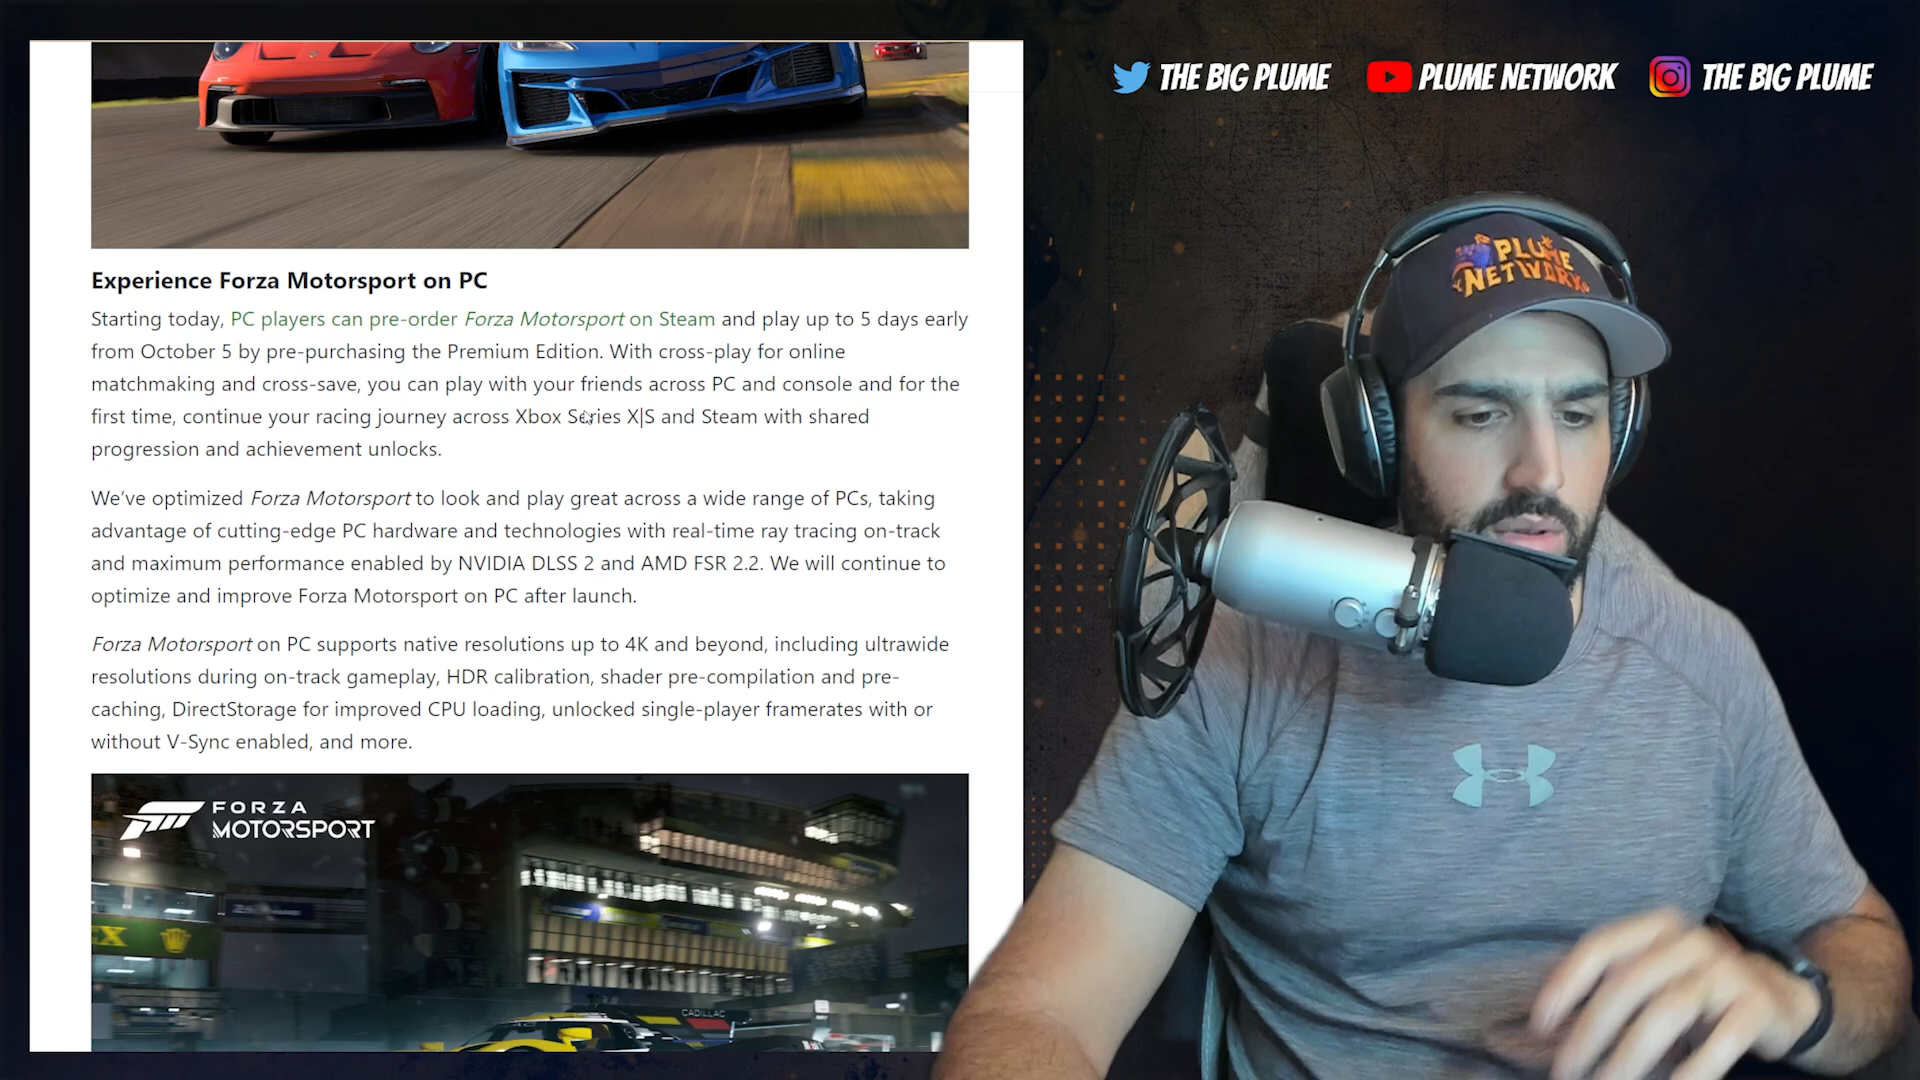 THE BIG PLUME PLUME NETWORK THE BIG PLUME
PLUME
NETWORK
Experience Forza Motorsport on PC
Starting today, PC players can pre-order Forza Motorsport on Steam and play up to 5 days early
from October 5 by pre-purchasing the Premium Edition. With cross-play for online
matchmaking and cross-save, you can play with your friends across PC and console and for the
first time, continue your racing journey across Xbox Series X|S and Steam with shared
progression and achievement unlocks.
We’ve optimized Forza Motorsport to look and play great across a wide range of PCs, taking
advantage of cutting-edge PC hardware and technologies with real-time ray tracing on-track
and maximum performance enabled by NVIDIA DLSS 2 and AMD FSR 2.2. We will continue to
optimize and improve Forza Motorsport on PC after launch.
Forza Motorsport on PC supports native resolutions up to 4K and beyond, including ultrawide
resolutions during on-track gameplay, HDR calibration, shader pre-compilation and pre-
caching, DirectStorage for improved CPU loading, unlocked single-player framerates with or
without V-Sync enabled, and more.
FORZA
MOTORSPORT
CADILLAC